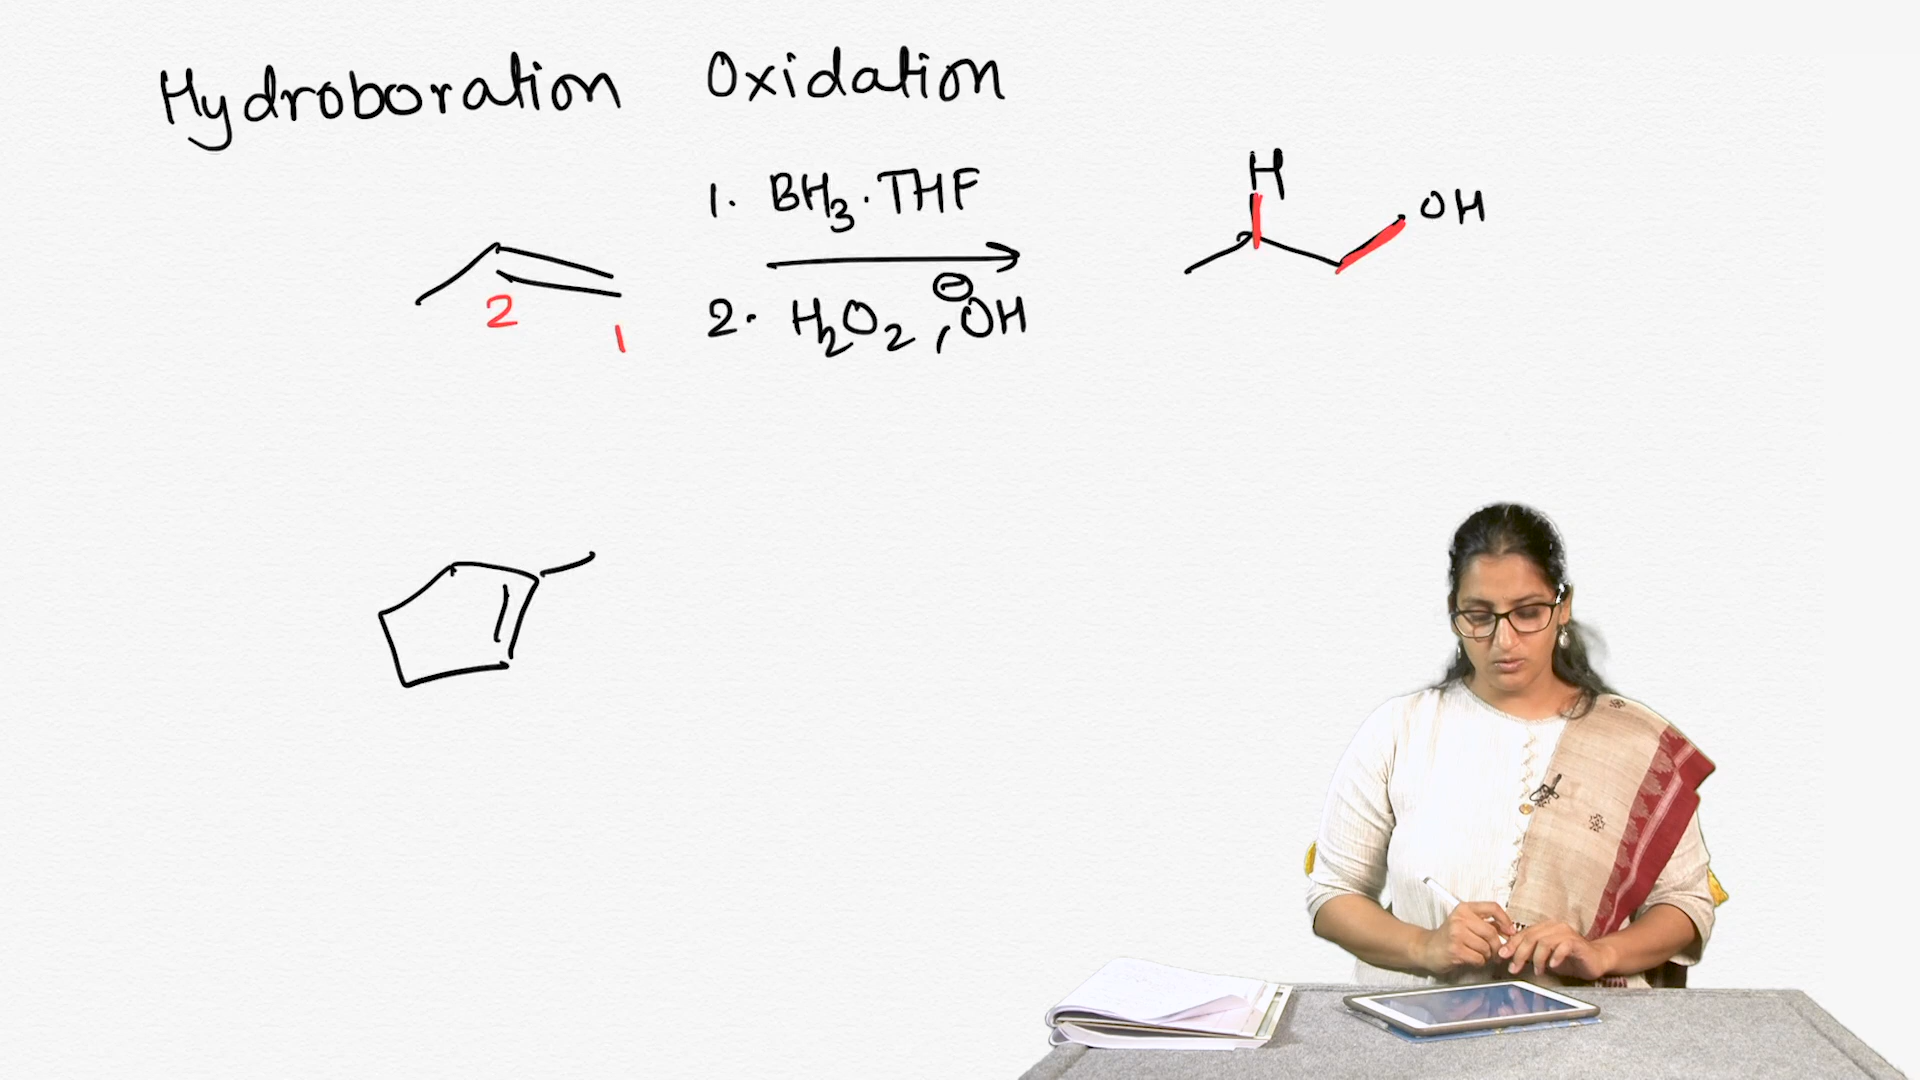 Hydroboration Oxidation
1. BH₃·THF
2. H₂O₂, ⊖OH
2
1
H
OH